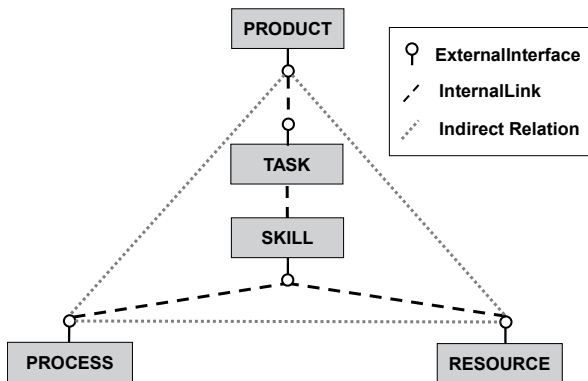 PRODUCT
ExternalInterface
InternalLink
Indirect Relation
TASK
SKILL
PROCESS
RESOURCE